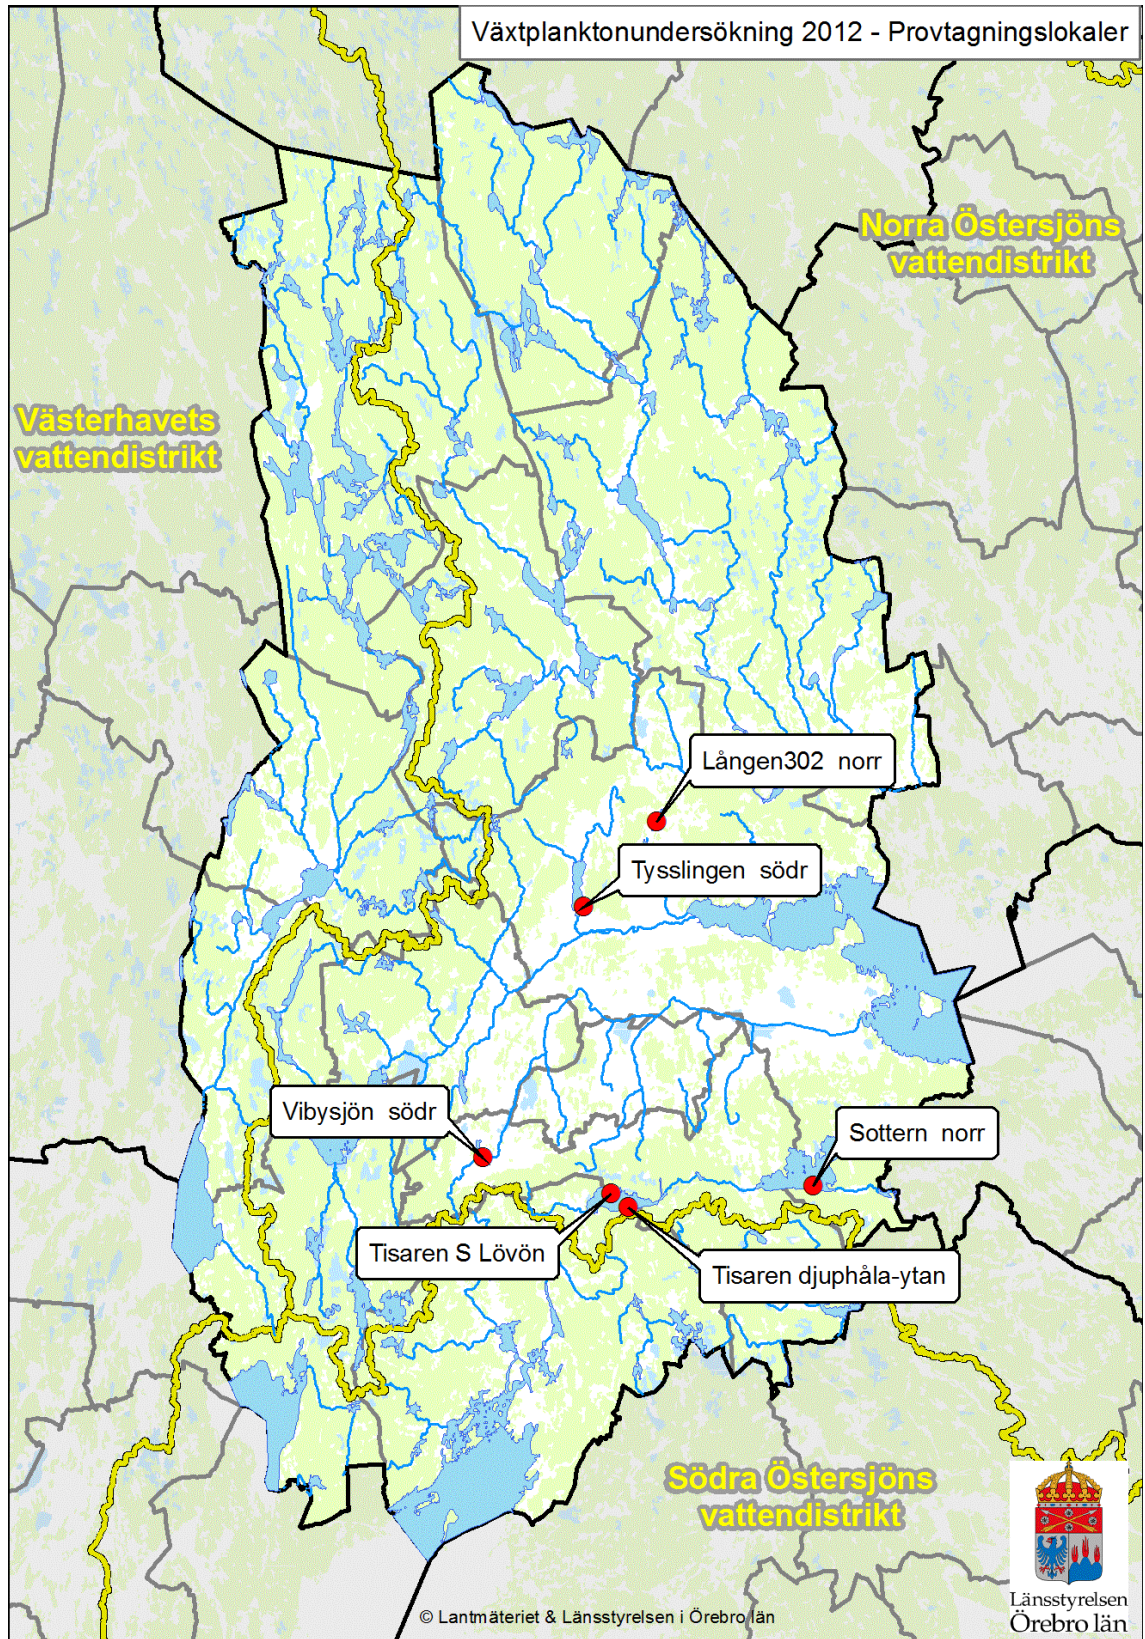 Växtplanktonundersökning 2012 - Provtagningslokaler
Norra Östersjöns
vattendistrikt
Västerhavets
vattendistrikt
Lången302 norr
Tysslingen södr
Vibysjön södr
Sottern norr
Tisaren S Lövön
Tisaren djuphåla-ytan
Södra Östersjöns
vattendistrikt
Länsstyrelsen
Örebro län
© Lantmäteriet & Länsstyrelsen i Örebro län